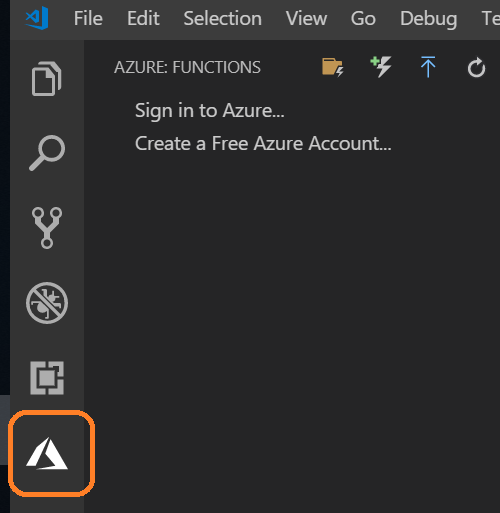 File Edit Selection View Go Debug Te
AZURE: FUNCTIONS
Sign in to Azure...
Create a Free Azure Account...